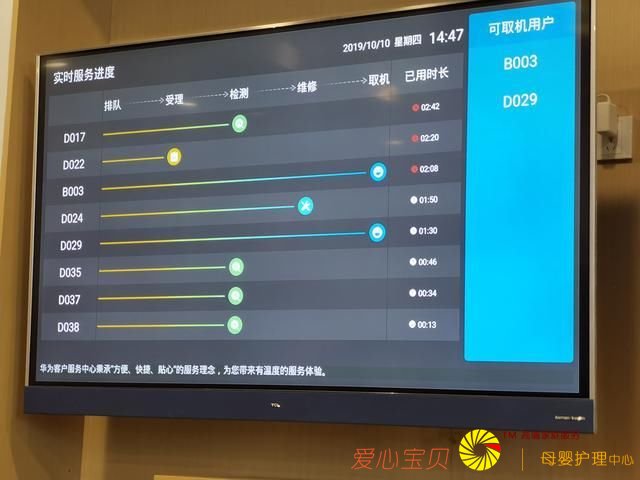 2019/10/10 星期四 14:47
实时服务进度
可取机用户
排队 受理 检测 维修 取机 已用时长
B003
D029
D017 02:42
D022 02:20
B003 02:08
D024 01:50
D029 01:30
D035 00:46
D037 00:34
D038 00:13
华为客户服务中心秉承“方便、快捷、贴心”的服务理念，为您带来有温度的服务体验。
TCL
harman/kardon
爱心宝贝
母婴护理中心